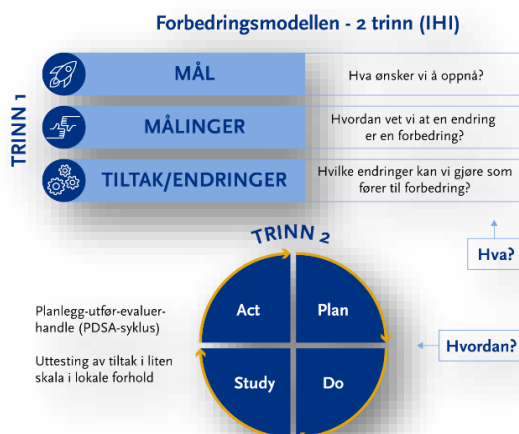 Forbedringsmodellen - 2 trinn (IHI)
TRINN 1
MÅL
Hva ønsker vi å oppnå?
MÅLINGER
Hvordan vet vi at en endring
er en forbedring?
TILTAK/ENDRINGER
Hvilke endringer kan vi gjøre som
fører til forbedring?
Hva?
TRINN 2
Act
Plan
Study
Do
Planlegg-utfør-evaluer-
handle (PDSA-syklus)
Uttesting av tiltak i liten
skala i lokale forhold
Hvordan?